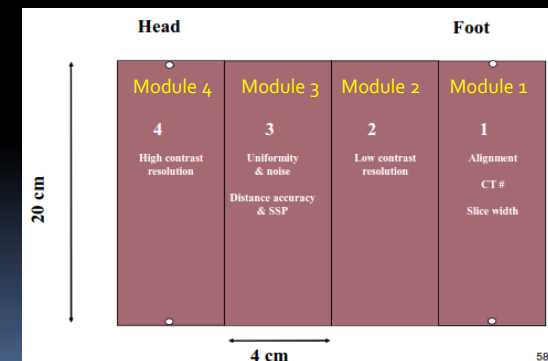 Head Foot
Module 4 Module 3 Module 2 Module 1
4 3 2 1
High contrast resolution
Uniformity & noise
Distance accuracy & SSP
Low contrast resolution
Alignment
CT #
Slice width
20 cm
4 cm
58